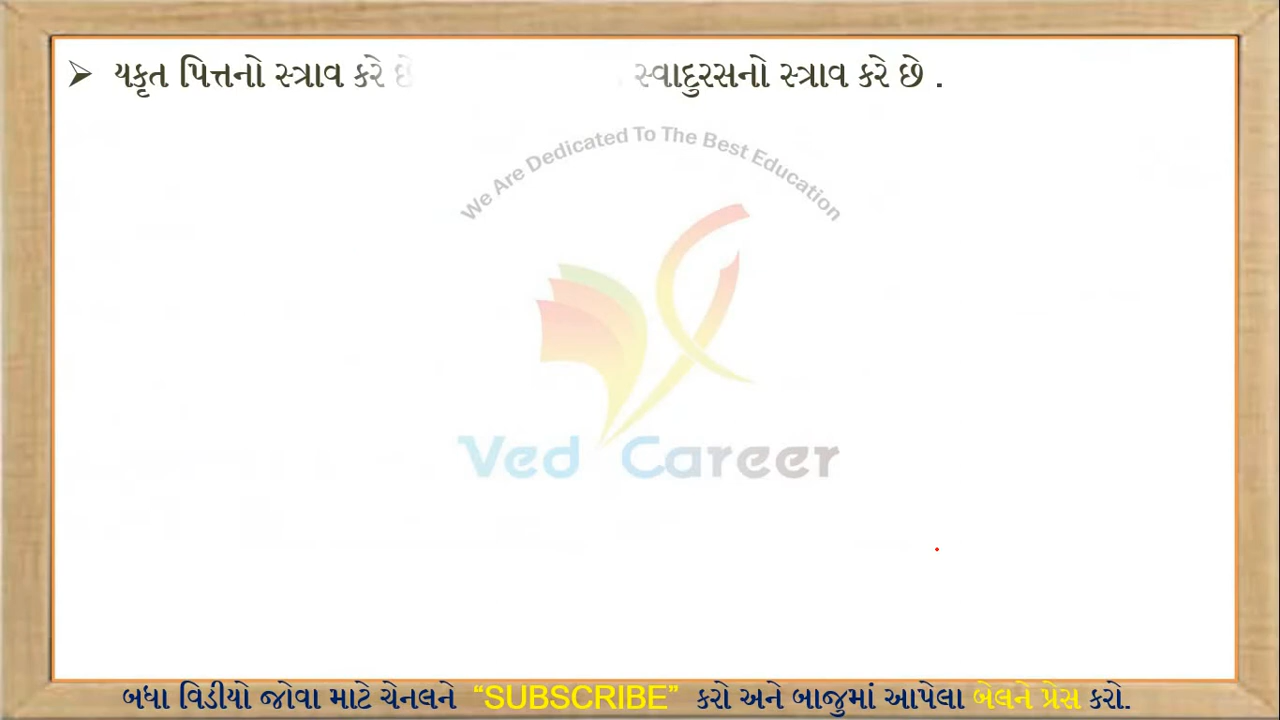 ➢ યકૃત પિત્તનો સ્ત્રાવ કરે છે સ્વાદુરસનો સ્ત્રાવ કરે છે .
We Are Dedicated To The Best Education
Ved Career
બધા વિડીયો જોવા માટે ચેનલને “SUBSCRIBE” કરો અને બાજુમાં આપેલા બેલને પ્રેસ કરો.